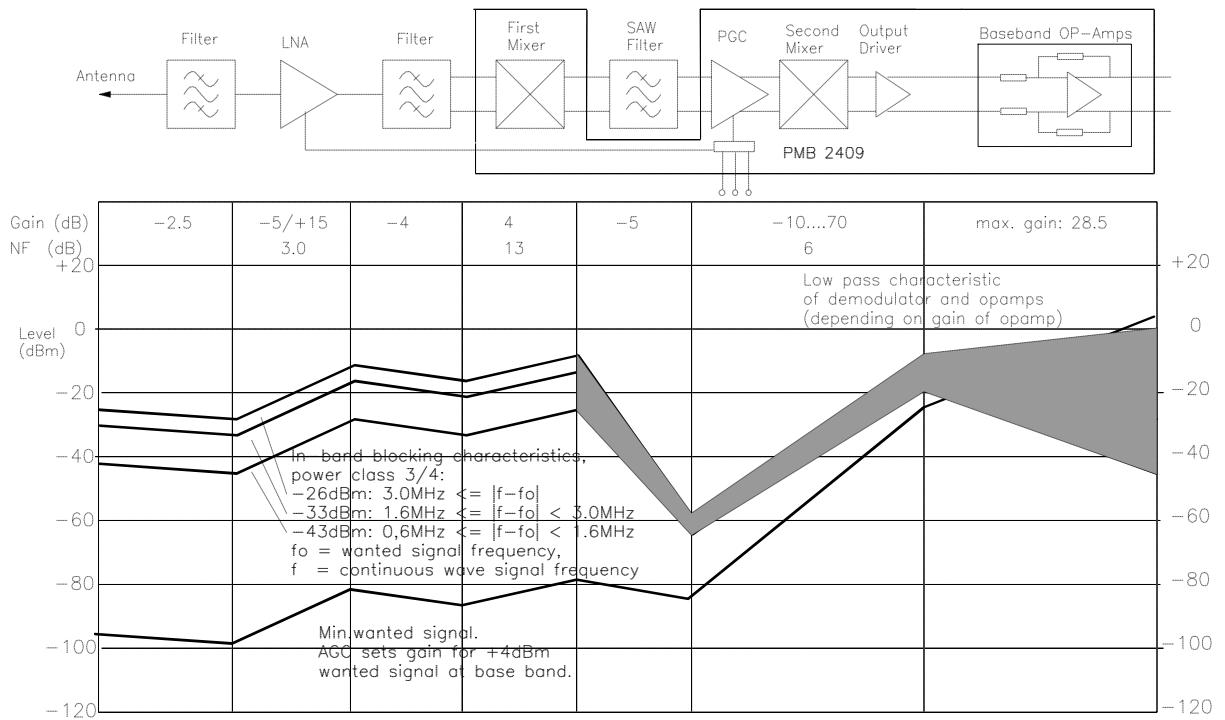 Filter
LNA
Filter
First
Mixer
SAW
Filter
PGC
Second
Mixer
Output
Driver
Baseband OP-Amps
Antenna
PMB 2409
Gain (dB) -2.5 -5/+15 -4 4 -5 -10....70 max. gain: 28.5
NF (dB) 3.0 13 6
+20 +20
Low pass characteristic
of demodulator and opamps
(depending on gain of opamp)
Level
(dBm)
0 0
-20 -20
-40 -40
In-band blocking characteristics,
power class 3/4:
-26dBm: 3.0MHz <= |f-fo|
-33dBm: 1.6MHz <= |f-fo| < 3.0MHz
-43dBm: 0,6MHz <= |f-fo| < 1.6MHz
fo = wanted signal frequency,
f = continuous wave signal frequency
-60 -60
-80 -80
Min.wanted signal.
AGC sets gain for +4dBm
wanted signal at base band.
-100 -100
-120 -120